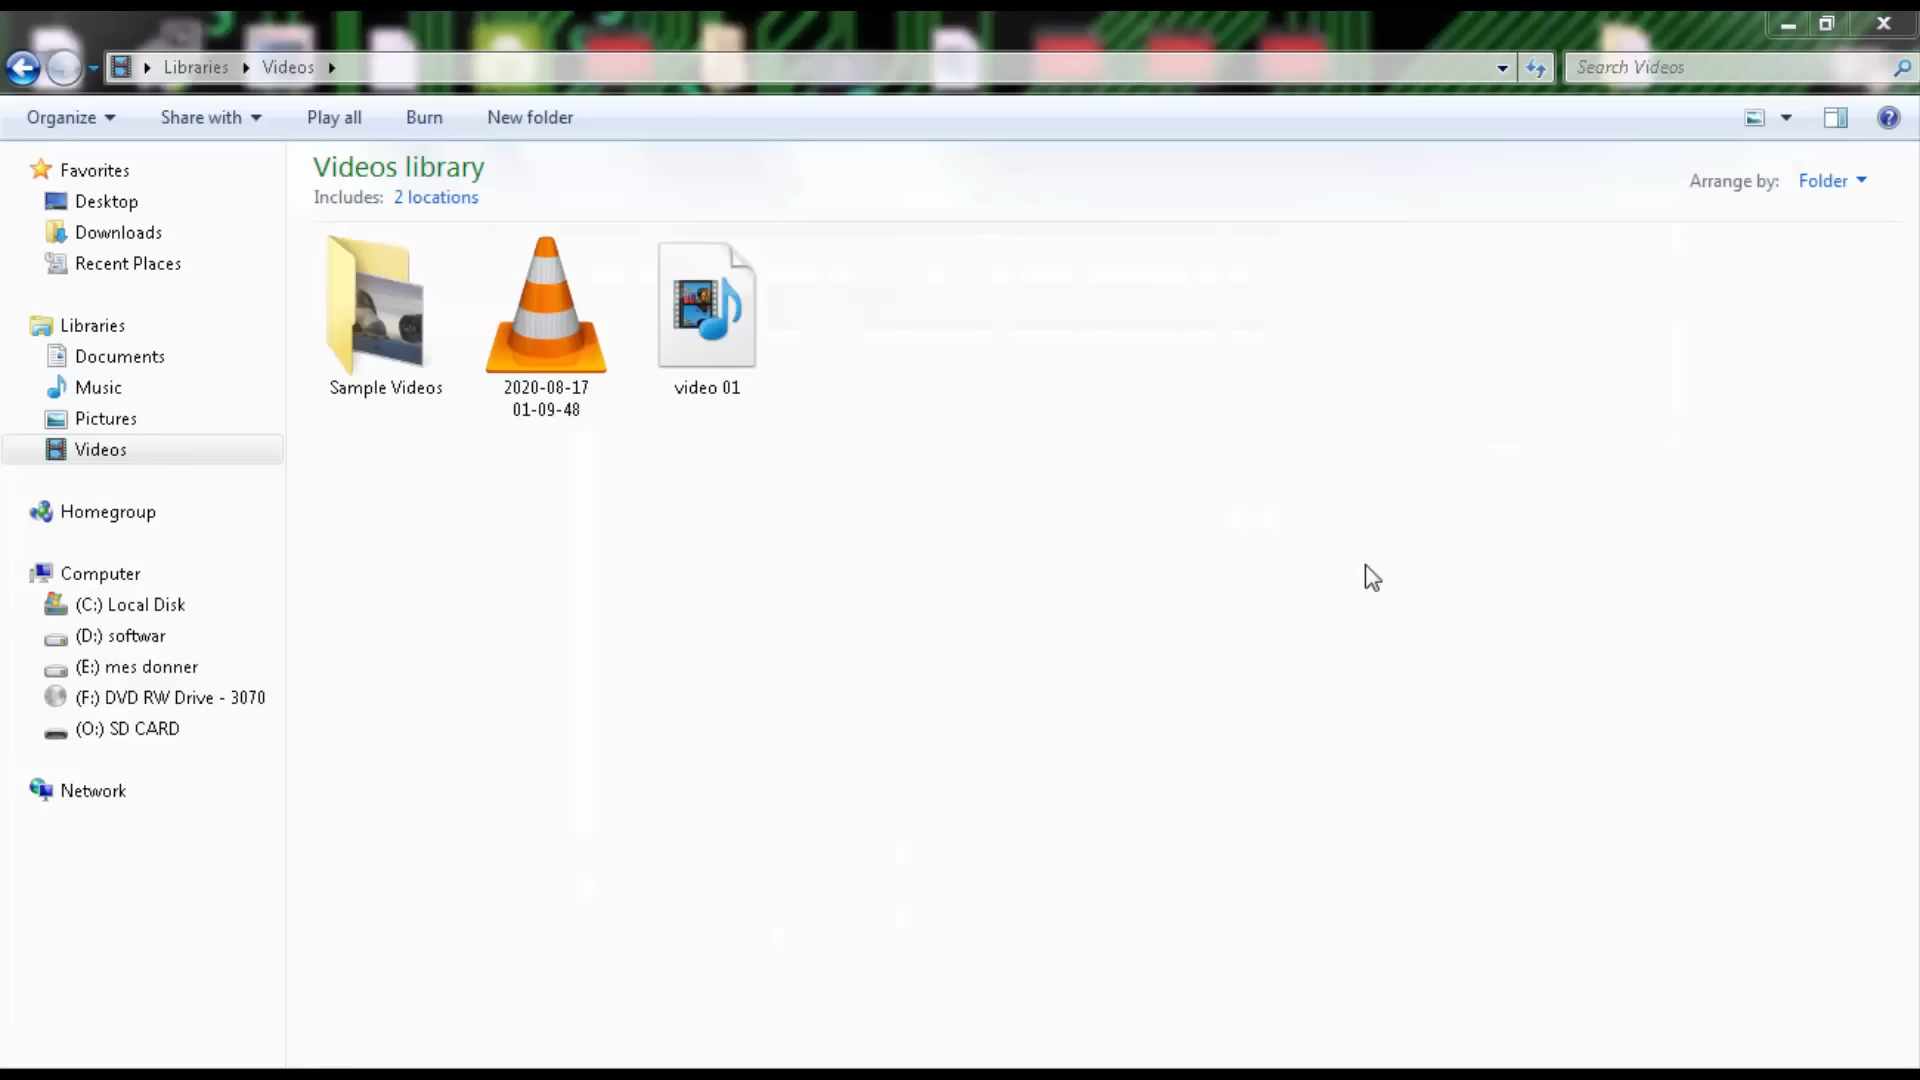 Libraries Videos
Search Videos
Organize Share with Play all Burn New folder
Favorites
Desktop
Downloads
Recent Places
Libraries
Documents
Music
Pictures
Videos
Homegroup
Computer
(C:) Local Disk
(D:) softwar
(E:) mes donner
(F:) DVD RW Drive - 3070
(O:) SD CARD
Network
Videos library
Includes: 2 locations
Arrange by: Folder
Sample Videos
2020-08-17
01-09-48
video 01